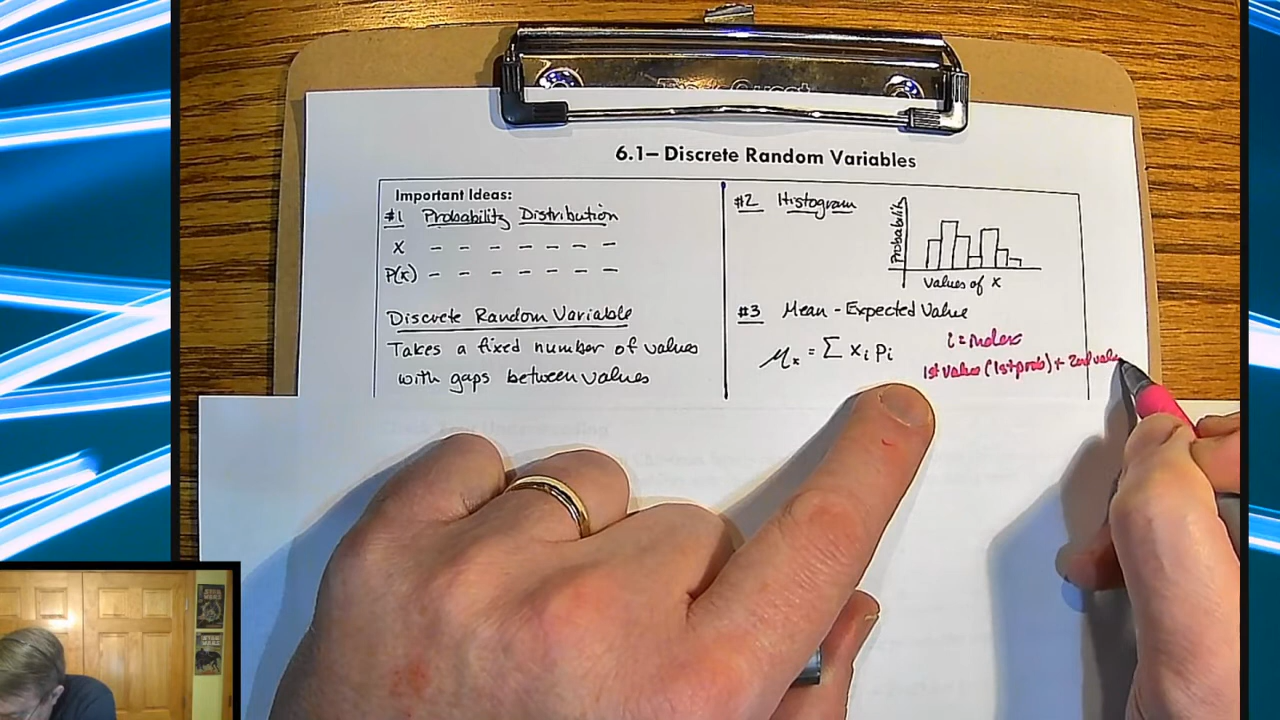 6.1– Discrete Random Variables
Important Ideas:
#1 Probability Distribution
X – – – – – – –
P(x) – – – – – – –
Discrete Random Variable
Takes a fixed number of values
with gaps between values
#2 Histogram
Probability
values of x
#3 Mean - Expected Value
μₓ = Σ xᵢ pᵢ
i = index
1st value (1st prob) + 2nd value
STAR WARS